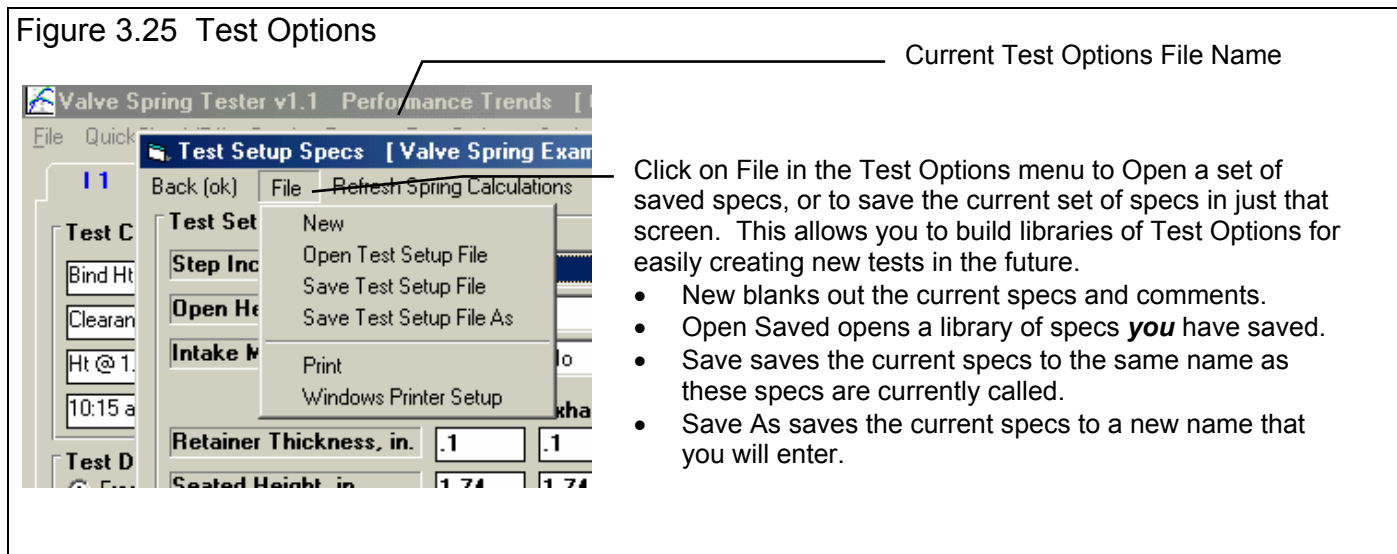 Figure 3.25 Test Options
Current Test Options File Name
Valve Spring Tester v1.1 Performance Trends [
File Quick
Test Setup Specs [ Valve Spring Exam
I 1
Back (ok) File Refresh Spring Calculations
Test C
Test Set
New
Open Test Setup File
Save Test Setup File
Save Test Setup File As
Print
Windows Printer Setup
Bind Ht
Step Inc
Clearan
Open He
Ht @ 1.
Intake M
lo
10:15 a
xha
Retainer Thickness, in. .1 .1
Test D
Seated Height, in 1.74 1.74
Click on File in the Test Options menu to Open a set of
saved specs, or to save the current set of specs in just that
screen. This allows you to build libraries of Test Options for
easily creating new tests in the future.
• New blanks out the current specs and comments.
• Open Saved opens a library of specs you have saved.
• Save saves the current specs to the same name as
these specs are currently called.
• Save As saves the current specs to a new name that
you will enter.